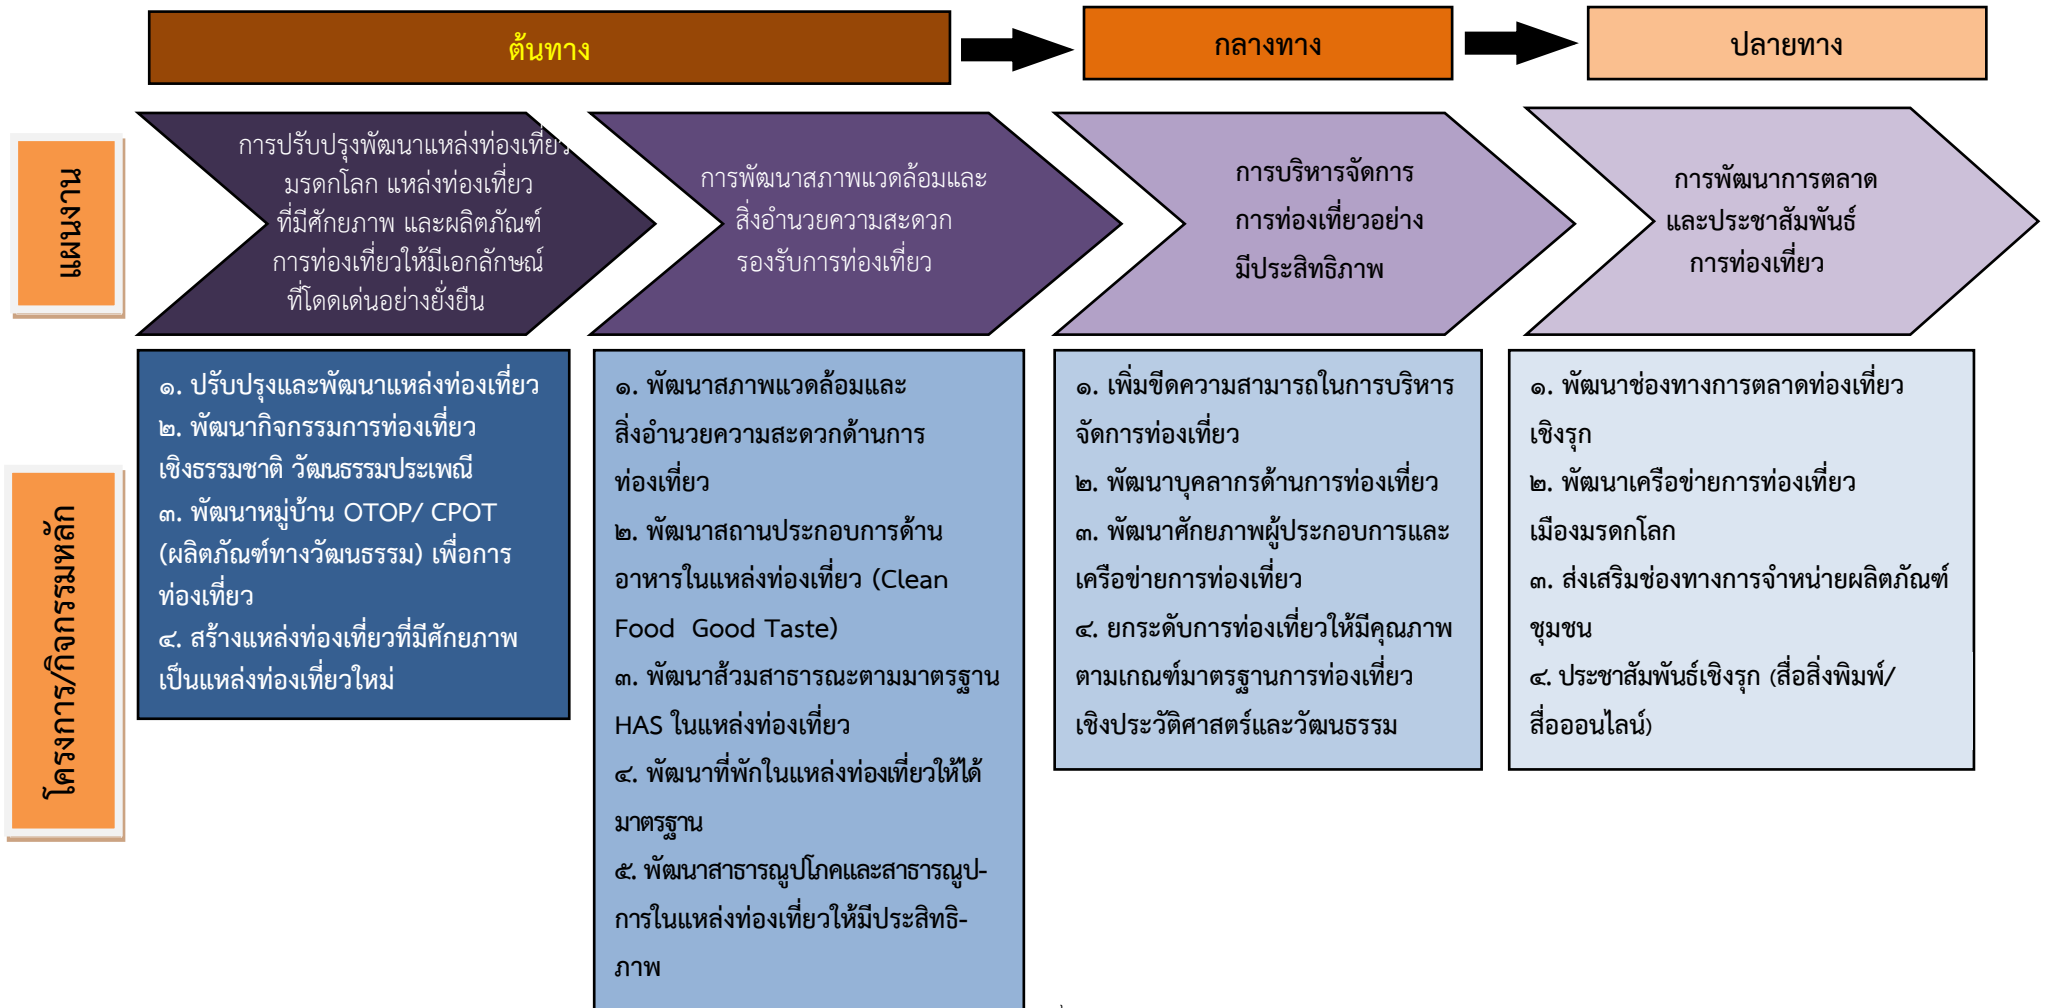 ต้นทาง
กลางทาง
ปลายทาง
แผนงาน
การปรับปรุงพัฒนาแหล่งท่องเที่ยว
มรดกโลก แหล่งท่องเที่ยว
ที่มีศักยภาพ และผลิตภัณฑ์
การท่องเที่ยวให้มีเอกลักษณ์
ที่โดดเด่นอย่างยั่งยืน
การพัฒนาสภาพแวดล้อมและ
สิ่งอำนวยความสะดวก
รองรับการท่องเที่ยว
การบริหารจัดการ
การท่องเที่ยวอย่าง
มีประสิทธิภาพ
การพัฒนาการตลาด
และประชาสัมพันธ์
การท่องเที่ยว
โครงการ/กิจกรรมหลัก
๑. ปรับปรุงและพัฒนาแหล่งท่องเที่ยว
๒. พัฒนากิจกรรมการท่องเที่ยว
เชิงธรรมชาติ วัฒนธรรมประเพณี
๓. พัฒนาหมู่บ้าน OTOP/ CPOT
(ผลิตภัณฑ์ทางวัฒนธรรม) เพื่อการ
ท่องเที่ยว
๔. สร้างแหล่งท่องเที่ยวที่มีศักยภาพ
เป็นแหล่งท่องเที่ยวใหม่
๑. พัฒนาสภาพแวดล้อมและ
สิ่งอำนวยความสะดวกด้านการ
ท่องเที่ยว
๒. พัฒนาสถานประกอบการด้าน
อาหารในแหล่งท่องเที่ยว (Clean
Food  Good Taste)
๓. พัฒนาส้วมสาธารณะตามมาตรฐาน
HAS ในแหล่งท่องเที่ยว
๔. พัฒนาที่พักในแหล่งท่องเที่ยวให้ได้
มาตรฐาน
๕. พัฒนาสาธารณูปโภคและสาธารณูป-
การในแหล่งท่องเที่ยวให้มีประสิทธิ-
ภาพ
๑. เพิ่มขีดความสามารถในการบริหาร
จัดการท่องเที่ยว
๒. พัฒนาบุคลากรด้านการท่องเที่ยว
๓. พัฒนาศักยภาพผู้ประกอบการและ
เครือข่ายการท่องเที่ยว
๔. ยกระดับการท่องเที่ยวให้มีคุณภาพ
ตามเกณฑ์มาตรฐานการท่องเที่ยว
เชิงประวัติศาสตร์และวัฒนธรรม
๑. พัฒนาช่องทางการตลาดท่องเที่ยว
เชิงรุก
๒. พัฒนาเครือข่ายการท่องเที่ยว
เมืองมรดกโลก
๓. ส่งเสริมช่องทางการจำหน่ายผลิตภัณฑ์
ชุมชน
๔. ประชาสัมพันธ์เชิงรุก (สื่อสิ่งพิมพ์/
สื่อออนไลน์)